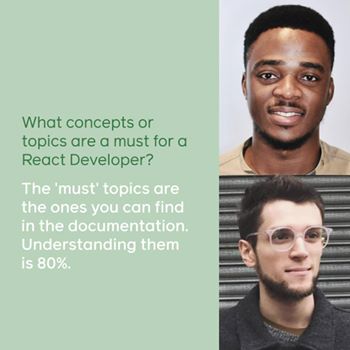 What concepts or
topics are a must for a
React Developer?
The 'must' topics are
the ones you can find
in the documentation.
Understanding them
is 80%.